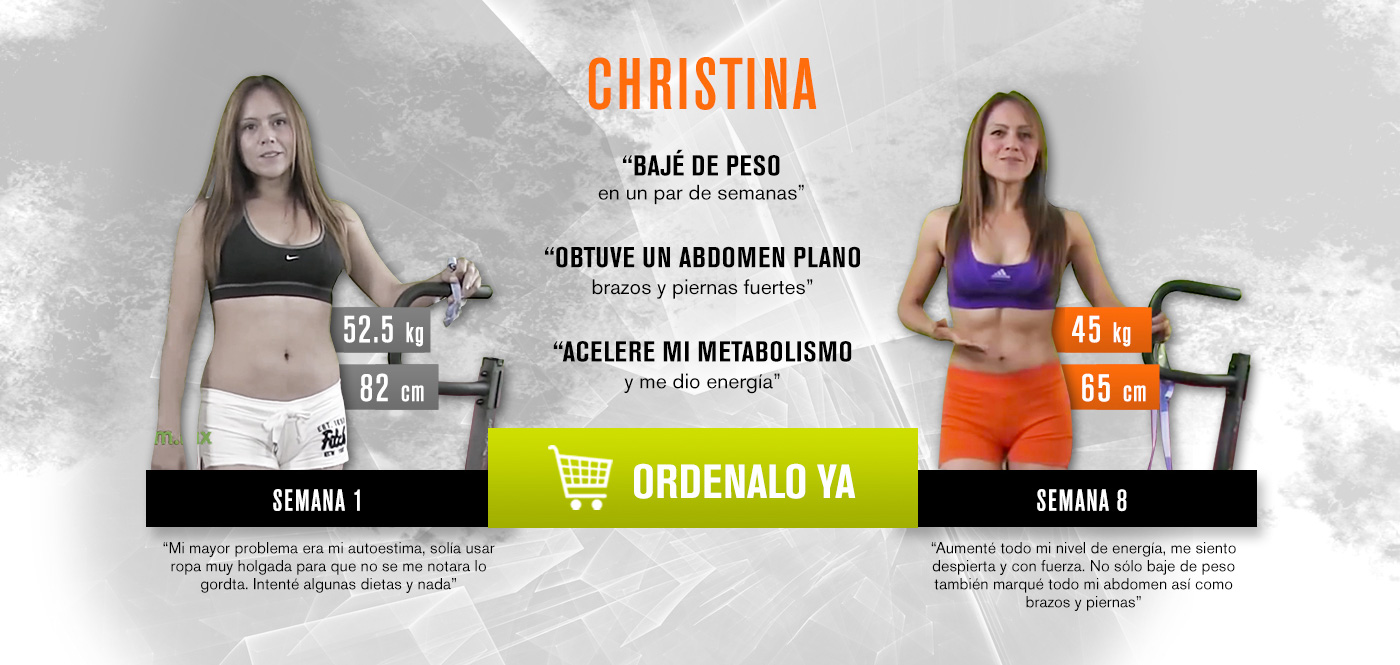 CHRISTINA
“BAJÉ DE PESO
en un par de semanas”
“OBTUVE UN ABDOMEN PLANO
brazos y piernas fuertes”
“ACELERE MI METABOLISMO
y me dio energía”
52.5 kg
82 cm
45 kg
65 cm
ORDENALO YA
SEMANA 1
“Mi mayor problema era mi autoestima, solía usar
ropa muy holgada para que no se me notara lo
gordta. Intenté algunas dietas y nada”
SEMANA 8
“Aumenté todo mi nivel de energía, me siento
despierta y con fuerza. No sólo baje de peso
también marqué todo mi abdomen así como
brazos y piernas”